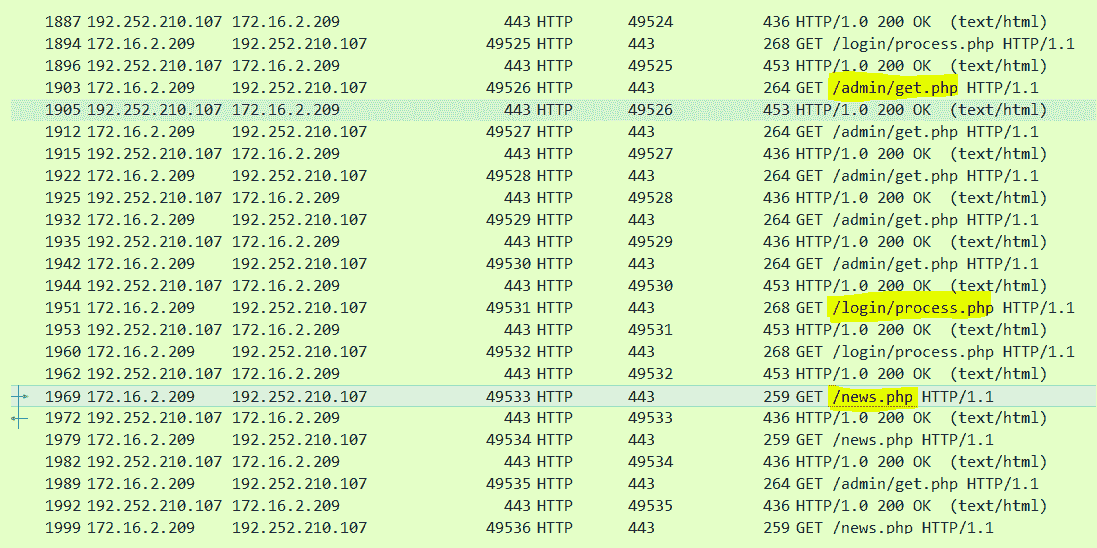 1887 192.252.210.107 172.16.2.209 443 HTTP 49524 436 HTTP/1.0 200 OK (text/html)
1894 172.16.2.209 192.252.210.107 49525 HTTP 443 268 GET /login/process.php HTTP/1.1
1896 192.252.210.107 172.16.2.209 443 HTTP 49525 453 HTTP/1.0 200 OK (text/html)
1903 172.16.2.209 192.252.210.107 49526 HTTP 443 264 GET /admin/get.php HTTP/1.1
1905 192.252.210.107 172.16.2.209 443 HTTP 49526 453 HTTP/1.0 200 OK (text/html)
1912 172.16.2.209 192.252.210.107 49527 HTTP 443 264 GET /admin/get.php HTTP/1.1
1915 192.252.210.107 172.16.2.209 443 HTTP 49527 436 HTTP/1.0 200 OK (text/html)
1922 172.16.2.209 192.252.210.107 49528 HTTP 443 264 GET /admin/get.php HTTP/1.1
1925 192.252.210.107 172.16.2.209 443 HTTP 49528 436 HTTP/1.0 200 OK (text/html)
1932 172.16.2.209 192.252.210.107 49529 HTTP 443 264 GET /admin/get.php HTTP/1.1
1935 192.252.210.107 172.16.2.209 443 HTTP 49529 436 HTTP/1.0 200 OK (text/html)
1942 172.16.2.209 192.252.210.107 49530 HTTP 443 264 GET /admin/get.php HTTP/1.1
1944 192.252.210.107 172.16.2.209 443 HTTP 49530 453 HTTP/1.0 200 OK (text/html)
1951 172.16.2.209 192.252.210.107 49531 HTTP 443 268 GET /login/process.php HTTP/1.1
1953 192.252.210.107 172.16.2.209 443 HTTP 49531 453 HTTP/1.0 200 OK (text/html)
1960 172.16.2.209 192.252.210.107 49532 HTTP 443 268 GET /login/process.php HTTP/1.1
1962 192.252.210.107 172.16.2.209 443 HTTP 49532 453 HTTP/1.0 200 OK (text/html)
1969 172.16.2.209 192.252.210.107 49533 HTTP 443 259 GET /news.php HTTP/1.1
1972 192.252.210.107 172.16.2.209 443 HTTP 49533 436 HTTP/1.0 200 OK (text/html)
1979 172.16.2.209 192.252.210.107 49534 HTTP 443 259 GET /news.php HTTP/1.1
1982 192.252.210.107 172.16.2.209 443 HTTP 49534 436 HTTP/1.0 200 OK (text/html)
1989 172.16.2.209 192.252.210.107 49535 HTTP 443 264 GET /admin/get.php HTTP/1.1
1992 192.252.210.107 172.16.2.209 443 HTTP 49535 436 HTTP/1.0 200 OK (text/html)
1999 172.16.2.209 192.252.210.107 49536 HTTP 443 259 GET /news.php HTTP/1.1